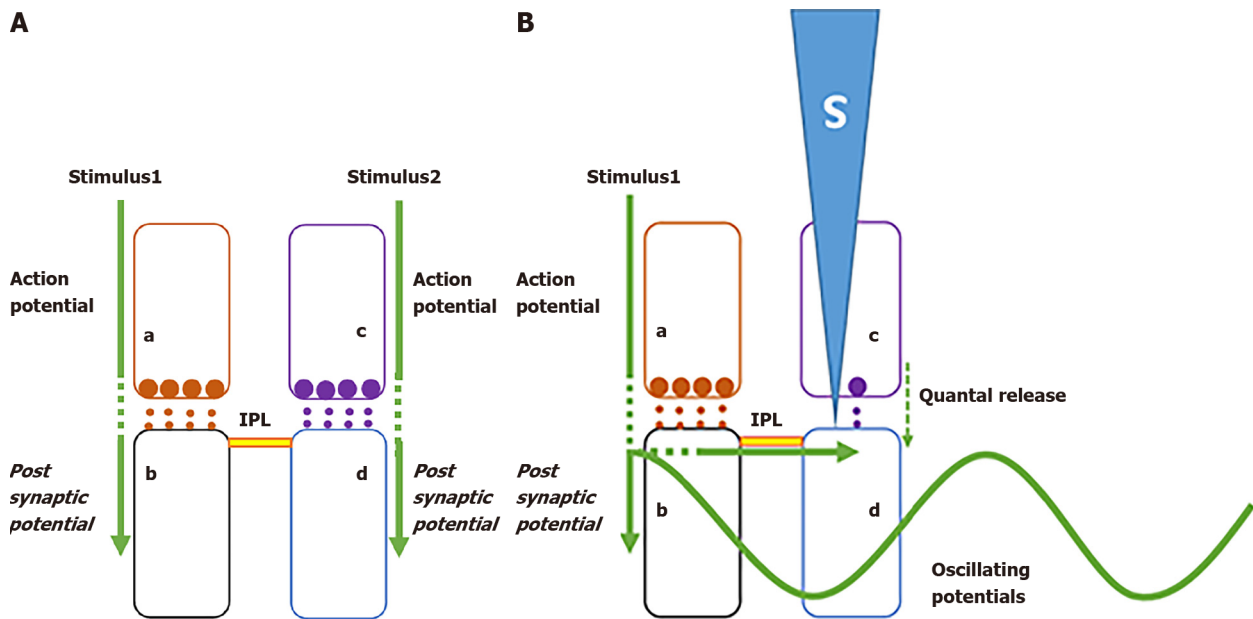 A
Stimulus1
Stimulus2
Action
potential
Action
potential
a
c
IPL
Post
synaptic
potential
b
d
Post
synaptic
potential
B
S
Stimulus1
Action
potential
a
c
Quantal release
IPL
Post
synaptic
potential
b
d
Oscillating
potentials